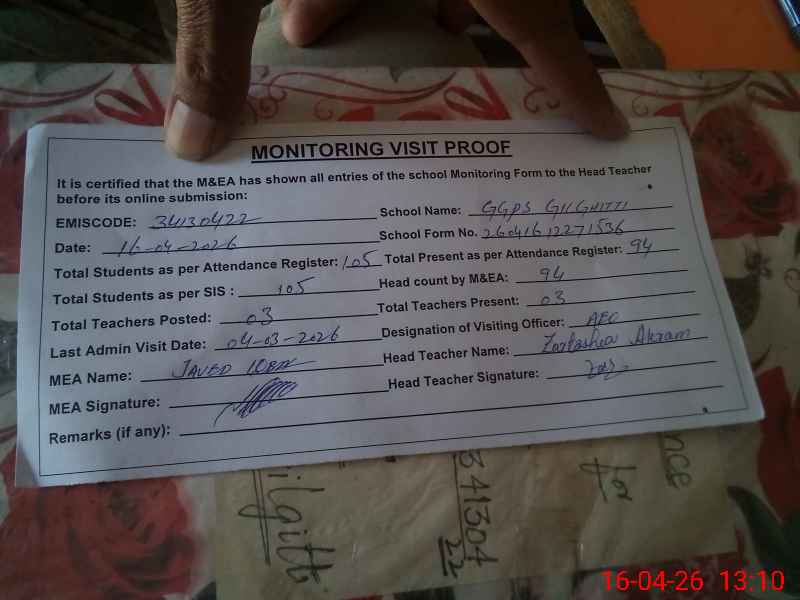 MONITORING VISIT PROOF
It is certified that the M&EA has shown all entries of the school Monitoring Form to the Head Teacher
before its online submission:
EMISCODE: 34130422 School Name: GGPS GILGHITTI
Date: 16-04-2026 School Form No. 260416 12271536
Total Students as per Attendance Register: 105 Total Present as per Attendance Register: 94
Total Students as per SIS : 105 Head count by M&EA: 94
Total Teachers Posted: 03 Total Teachers Present: 03
Last Admin Visit Date: 04-03-2026 Designation of Visiting Officer: AEO
MEA Name: JAVED IQBAL Head Teacher Name: Zartashia Akram
MEA Signature: Head Teacher Signature:
Remarks (if any):
for
341304
22
ilgitti
16-04-26 13:10